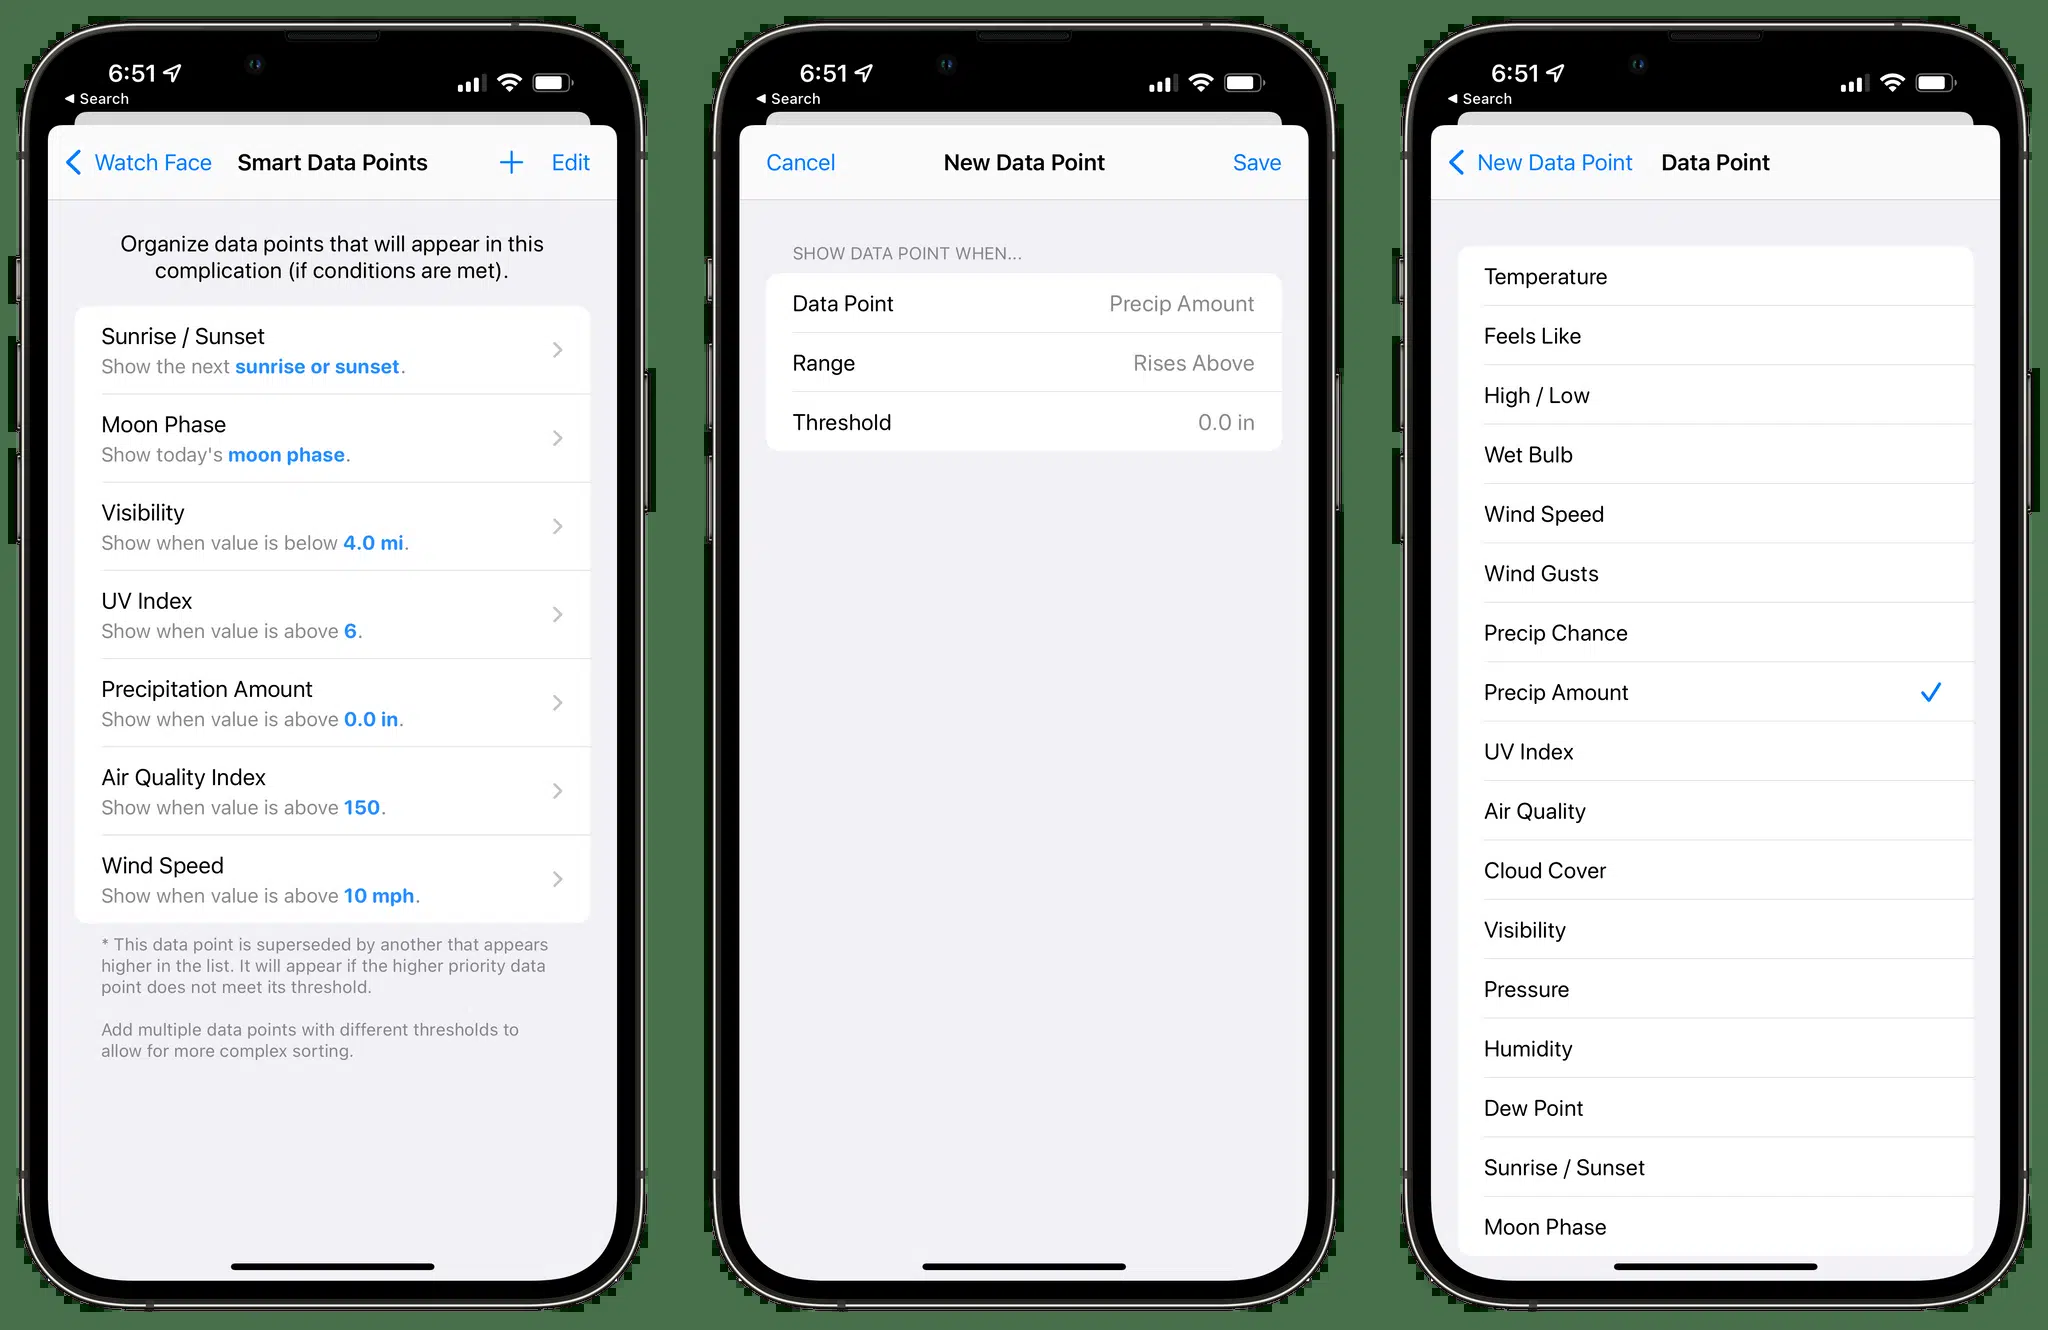 6:51
Search
Watch Face
Smart Data Points
Edit
Organize data points that will appear in this
complication (if conditions are met).
Sunrise / Sunset
Show the next sunrise or sunset.
Moon Phase
Show today's moon phase.
Visibility
Show when value is below 4.0 mi.
UV Index
Show when value is above 6.
Precipitation Amount
Show when value is above 0.0 in.
Air Quality Index
Show when value is above 150.
Wind Speed
Show when value is above 10 mph.
* This data point is superseded by another that appears
higher in the list. It will appear if the higher priority data
point does not meet its threshold.
Add multiple data points with different thresholds to
allow for more complex sorting.
6:51
Search
Cancel
New Data Point
Save
SHOW DATA POINT WHEN...
Data Point
Precip Amount
Range
Rises Above
Threshold
0.0 in
6:51
Search
New Data Point
Data Point
Temperature
Feels Like
High / Low
Wet Bulb
Wind Speed
Wind Gusts
Precip Chance
Precip Amount
UV Index
Air Quality
Cloud Cover
Visibility
Pressure
Humidity
Dew Point
Sunrise / Sunset
Moon Phase